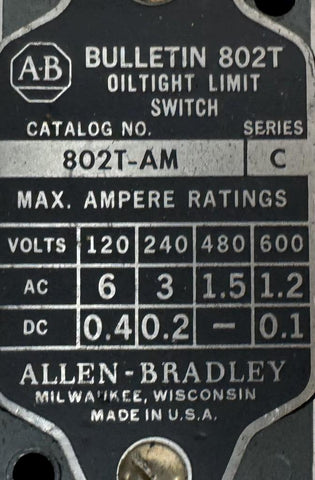 A-B
BULLETIN 802T
OILTIGHT LIMIT
SWITCH
CATALOG NO. SERIES
802T-AM C
MAX. AMPERE RATINGS
VOLTS 120 240 480 600
AC 6 3 1.5 1.2
DC 0.4 0.2 — 0.1
ALLEN-BRADLEY
MILWAUKEE, WISCONSIN
MADE IN U.S.A.